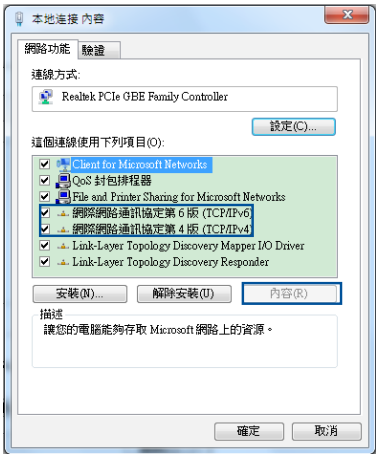 本地连接 內容
網路功能
驗證
連線方式:
Realtek PCIe GBE Family Controller
設定(C)...
這個連線使用下列項目(O):
Client for Microsoft Networks
QoS 封包排程器
File and Printer Sharing for Microsoft Networks
網際網路通訊協定第 6 版 (TCP/IPv6)
網際網路通訊協定第 4 版 (TCP/IPv4)
Link-Layer Topology Discovery Mapper I/O Driver
Link-Layer Topology Discovery Responder
安裝(N)...
解除安裝(U)
內容(R)
描述
讓您的電腦能夠存取 Microsoft 網路上的資源。
確定
取消